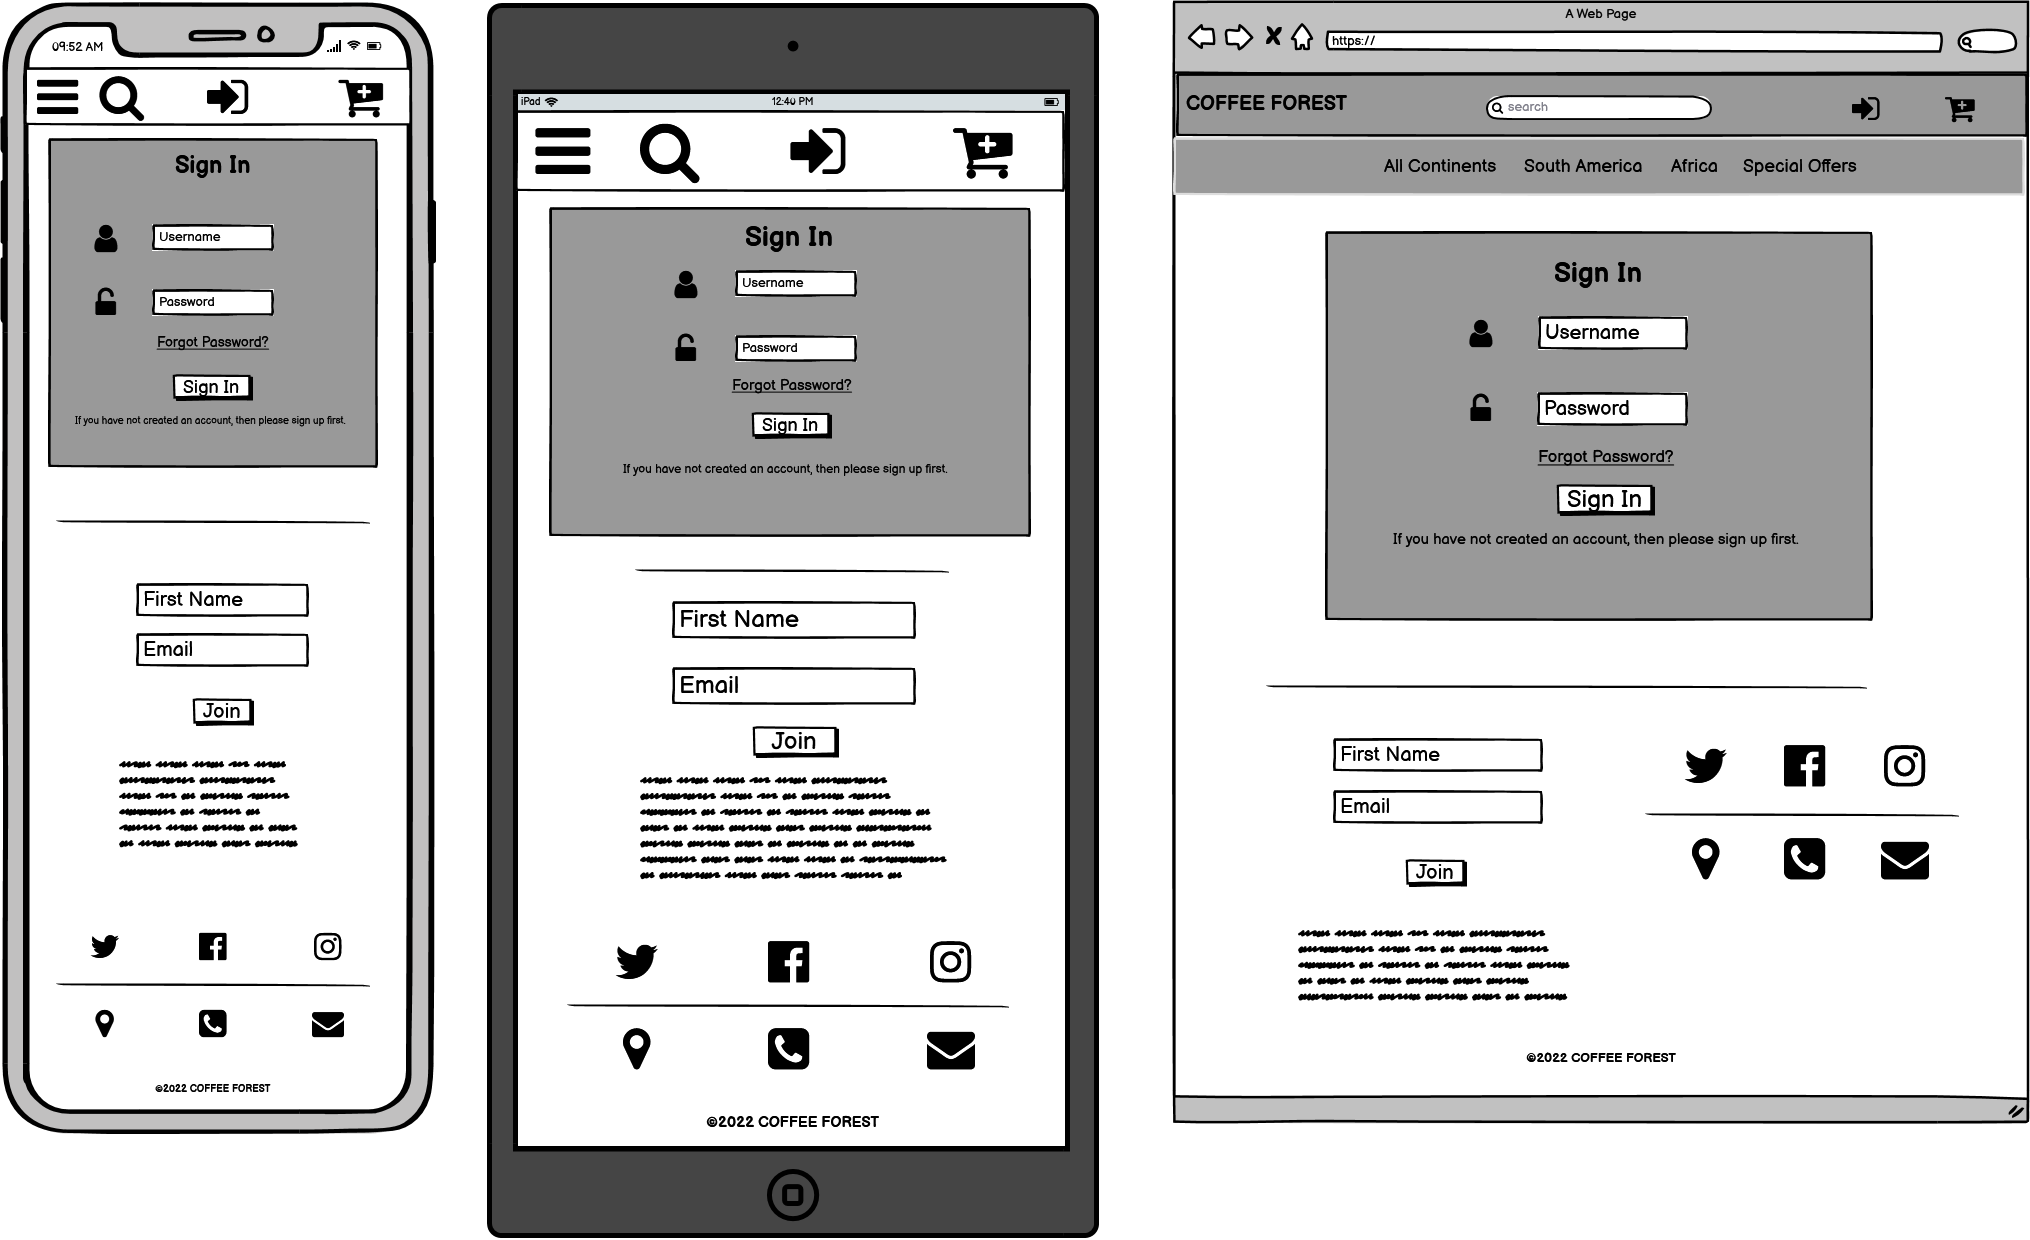 09:52 AM
Sign In
Username
Password
Forgot Password?
Sign In
If you have not created an account, then please sign up first.
First Name
Email
Join
©2022 COFFEE FOREST
iPad
12:40 PM
Sign In
Username
Password
Forgot Password?
Sign In
If you have not created an account, then please sign up first.
First Name
Email
Join
©2022 COFFEE FOREST
A Web Page
https://
COFFEE FOREST
search
All Continents South America Africa Special Offers
Sign In
Username
Password
Forgot Password?
Sign In
If you have not created an account, then please sign up first.
First Name
Email
Join
©2022 COFFEE FOREST